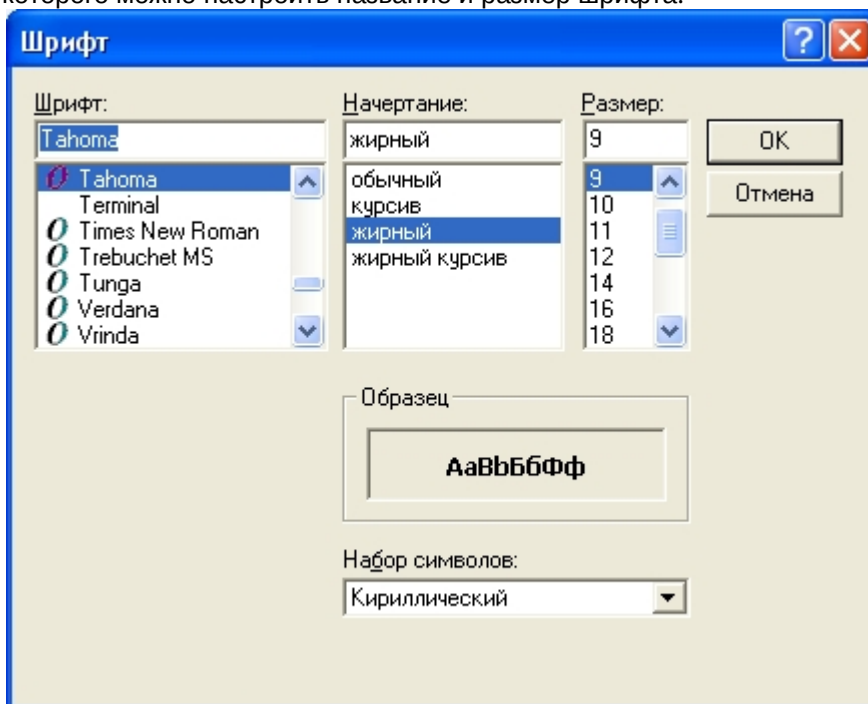 которого можно настроить название и размер шрифта.
Шрифт
Шрифт:
Начертание:
Размер:
Tahoma
жирный
9
OK
Tahoma
Terminal
Times New Roman
Trebuchet MS
Tunga
Verdana
Vrinda
обычный
курсив
жирный
жирный курсив
9
10
11
12
14
16
18
Отмена
Образец
АаВbБбФф
Набор символов:
Кириллический